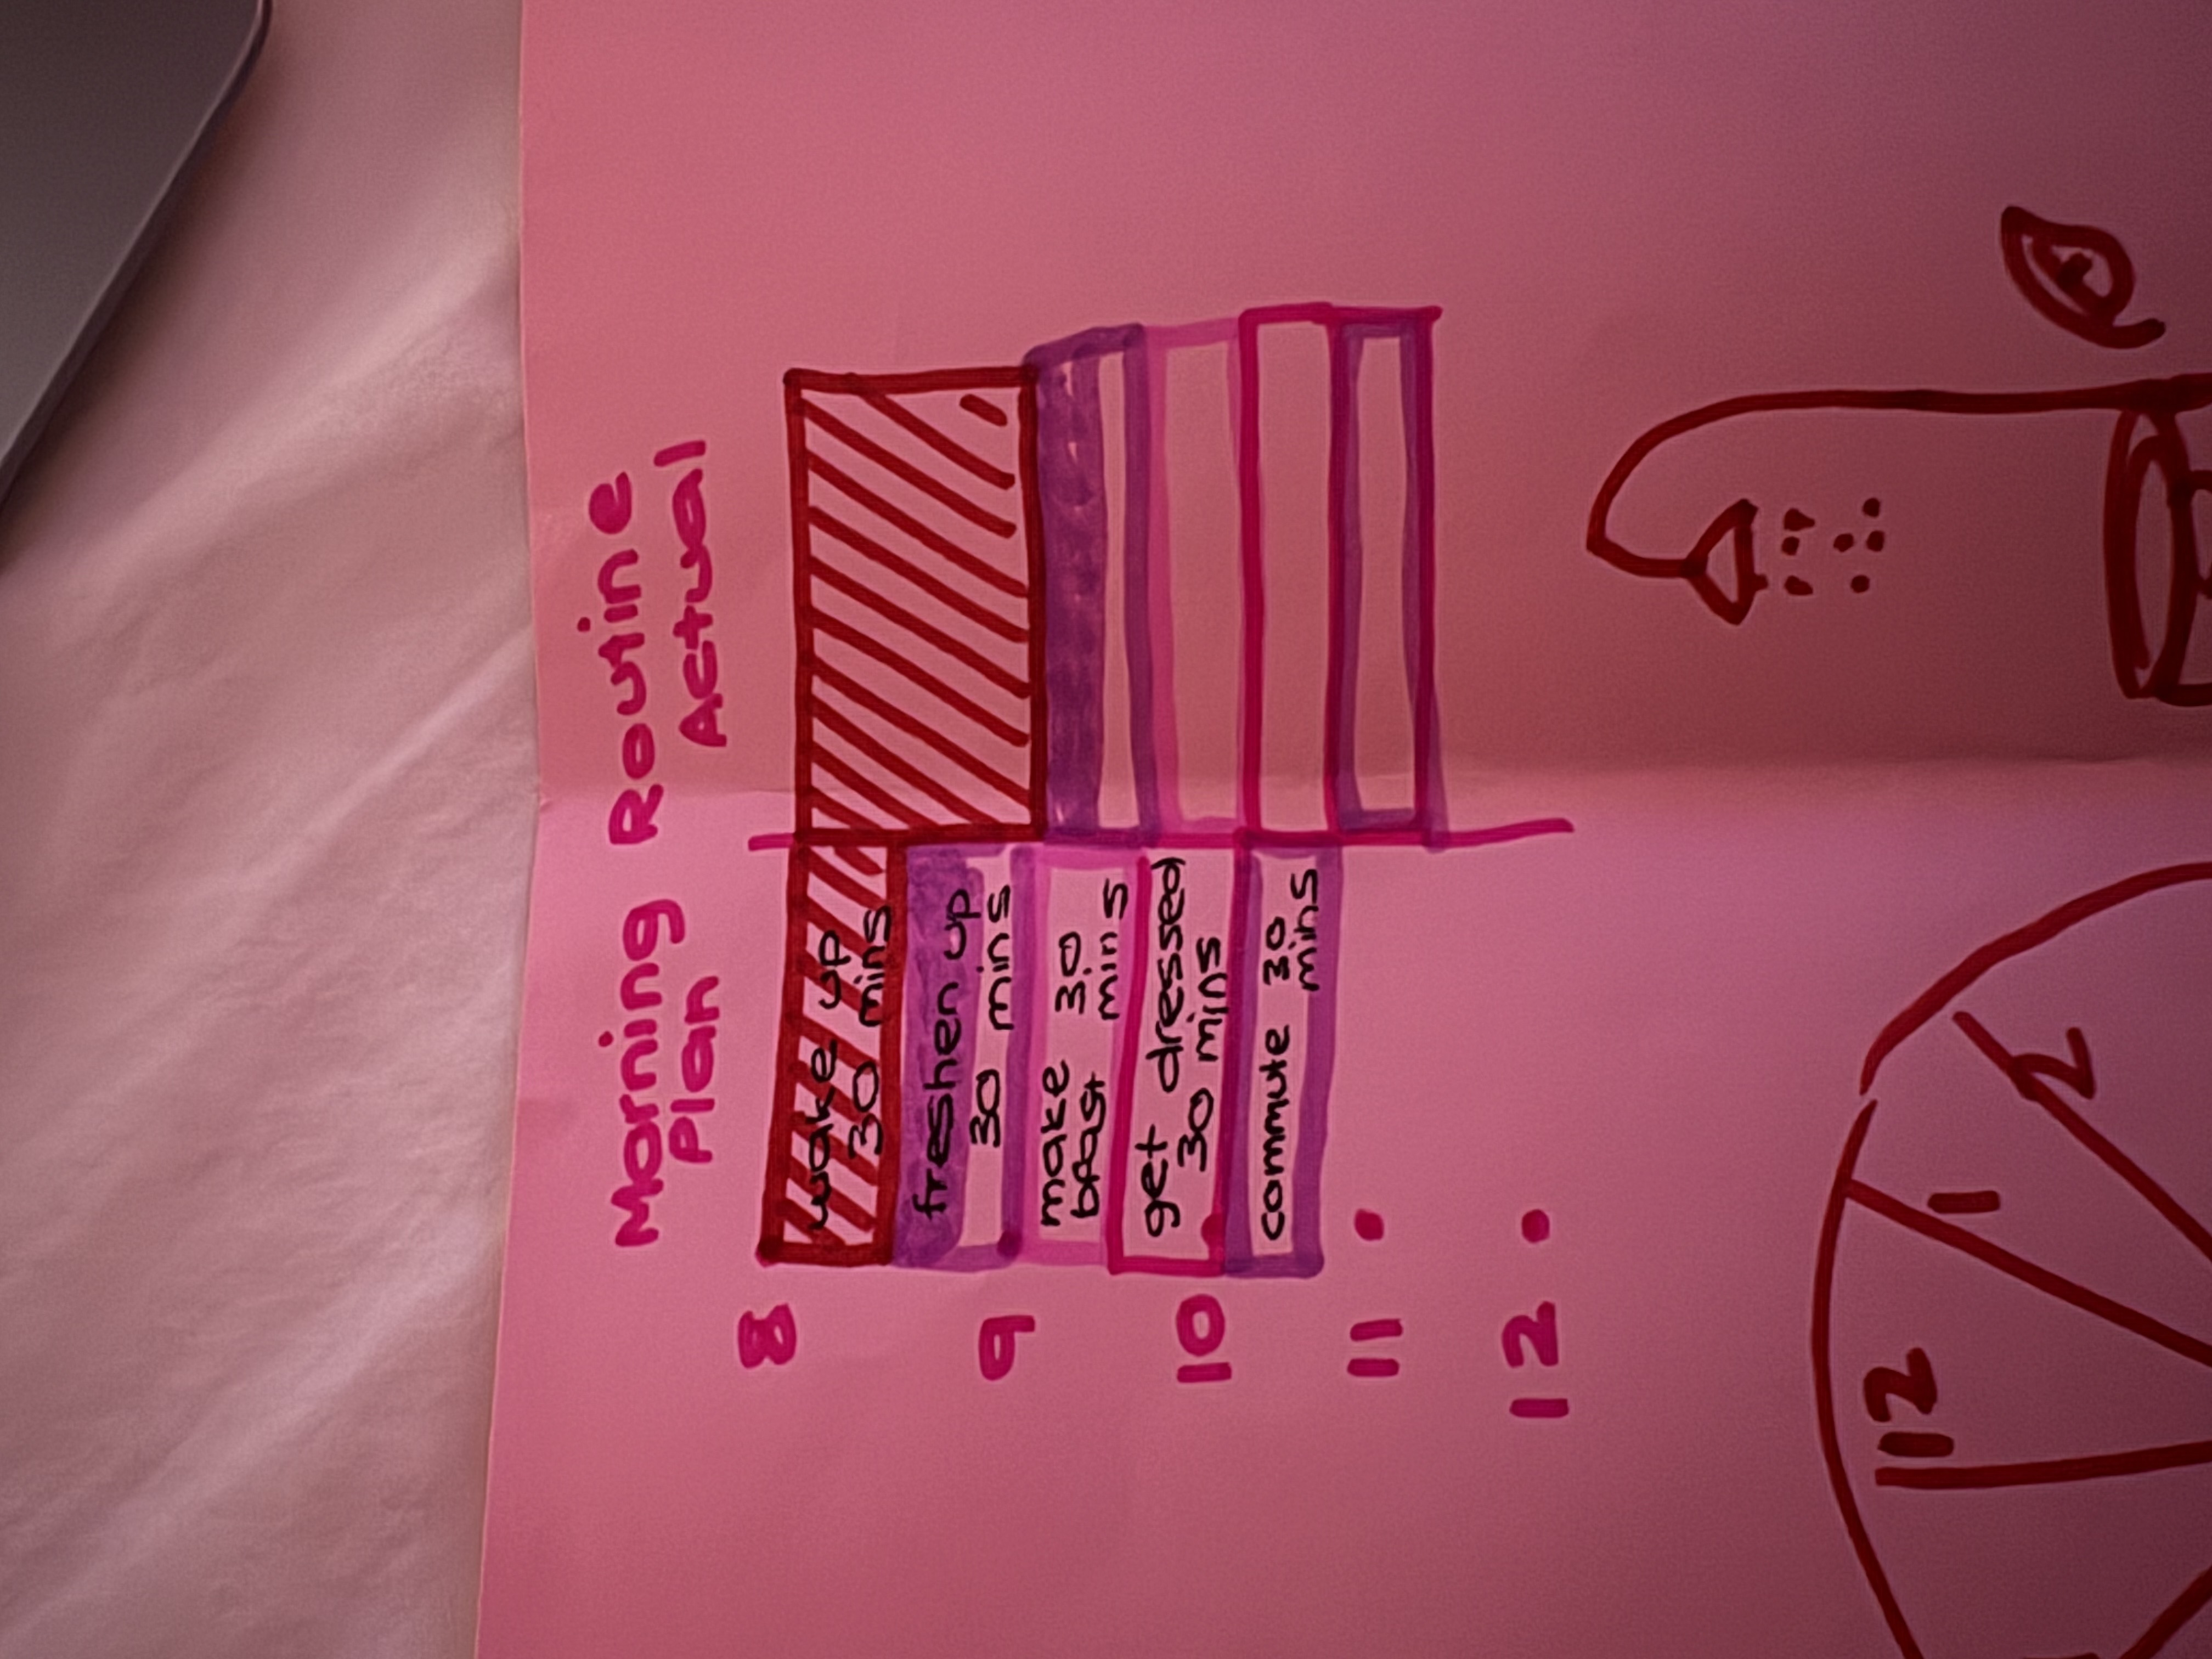 Morning Routine
Plan Actual
8
wake up
30 mins
freshen up
9
30 mins
make 30
bfast mins
get dressed
10
30 mins
commute 30
mins
11
12
12
1
2